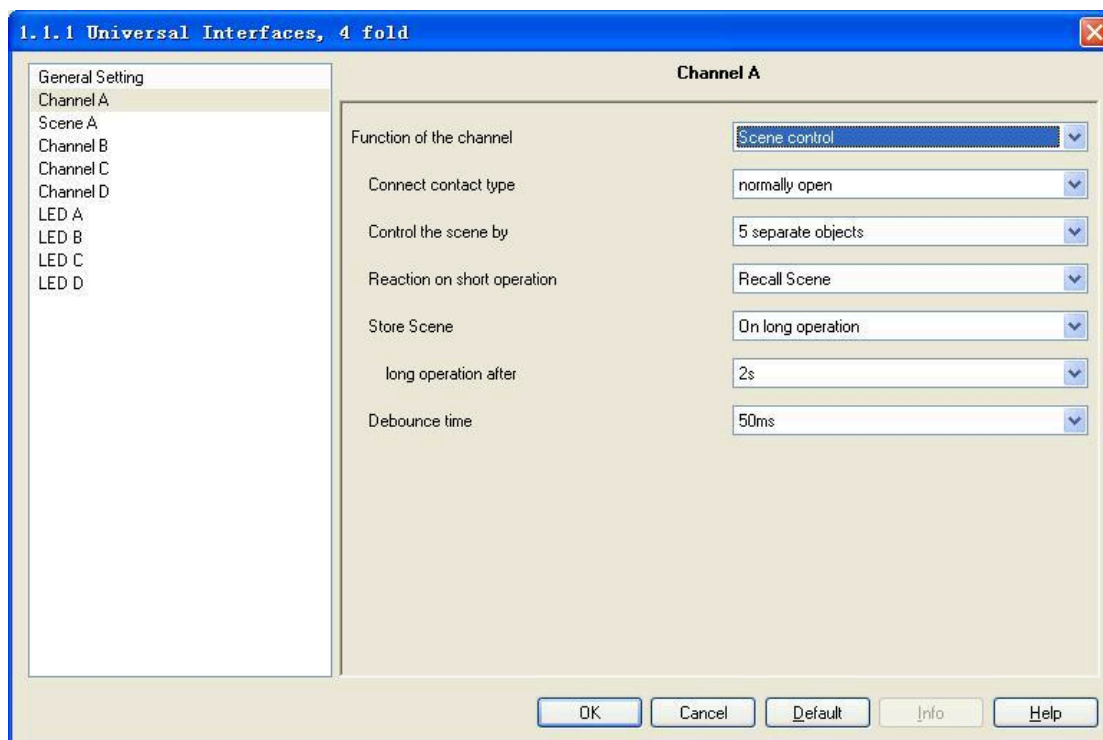 1.1.1 Universal Interfaces, 4 fold
General Setting
Channel A
Scene A
Channel B
Channel C
Channel D
LED A
LED B
LED C
LED D
Channel A
Function of the channel Scene control
Connect contact type normally open
Control the scene by 5 separate objects
Reaction on short operation Recall Scene
Store Scene On long operation
long operation after 2s
Debounce time 50ms
OK Cancel Default Info Help